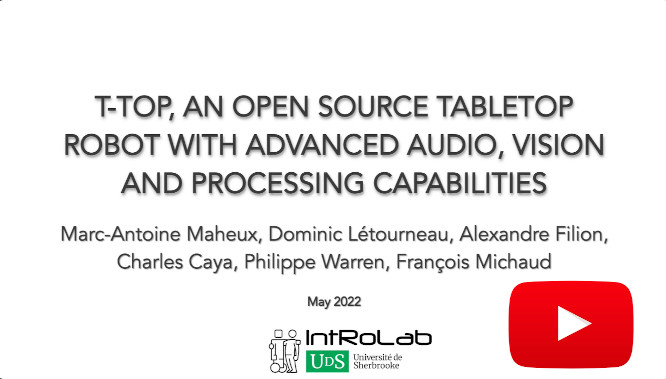 T-TOP, AN OPEN SOURCE TABLETOP
ROBOT WITH ADVANCED AUDIO, VISION
AND PROCESSING CAPABILITIES
Marc-Antoine Maheux, Dominic Létourneau, Alexandre Filion,
Charles Caya, Philippe Warren, François Michaud
May 2022
IntRoLab
UDS Université de
Sherbrooke